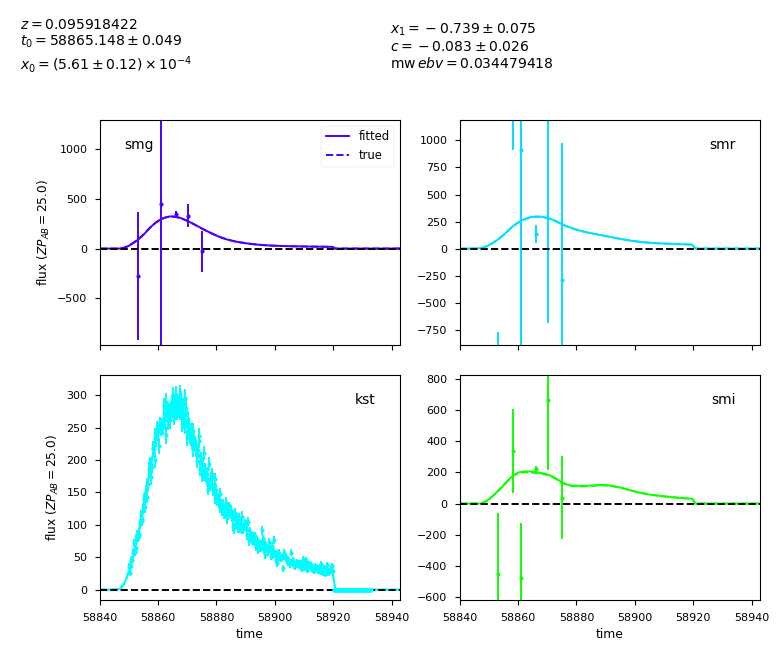 z = 0.095918422
t₀ = 58865.148 ± 0.049
x₀ = (5.61 ± 0.12) × 10⁻⁴
x₁ = −0.739 ± 0.075
c = −0.083 ± 0.026
mw ebv = 0.034479418
smg
fitted
true
1000
500
0
−500
flux (ZP_AB = 25.0)
smr
1000
750
500
250
0
−250
−500
−750
kst
300
250
200
150
100
50
0
flux (ZP_AB = 25.0)
58840
58860
58880
58900
58920
58940
time
smi
800
600
400
200
0
−200
−400
−600
58840
58860
58880
58900
58920
58940
time